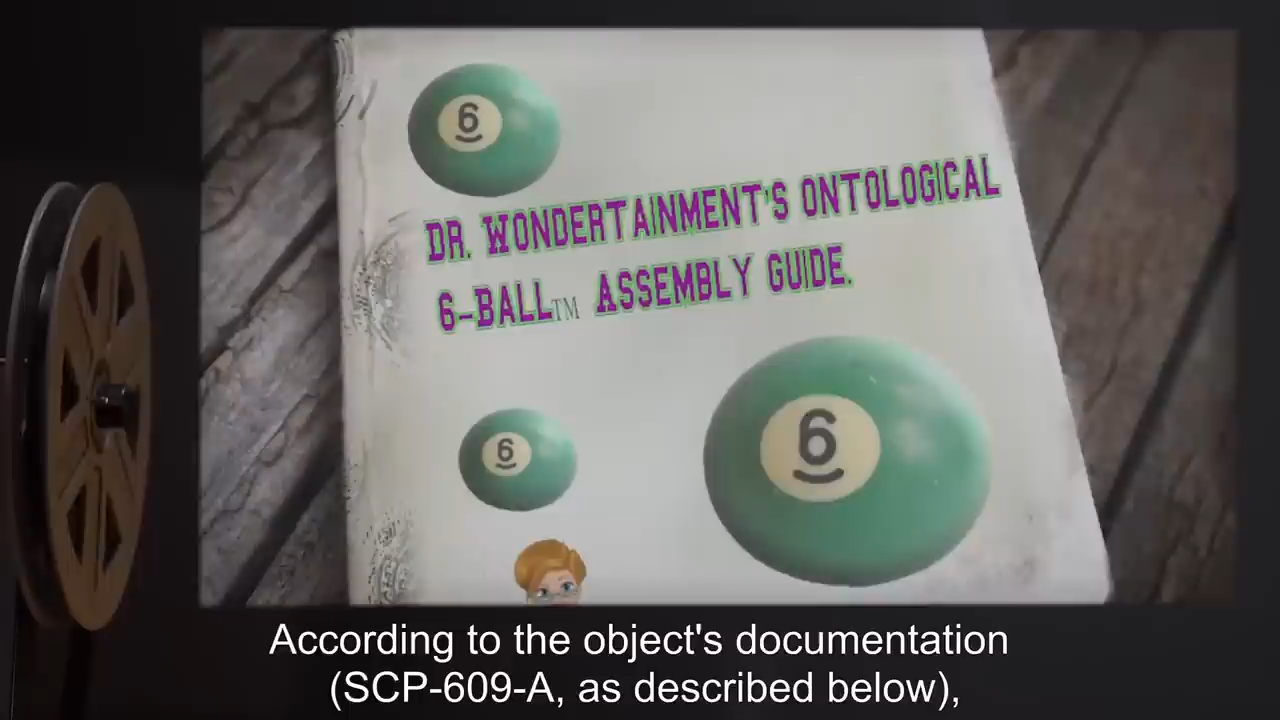 6
DR. WONDERTAINMENT'S ONTOLOGICAL
6-BALL™ ASSEMBLY GUIDE.
6
6
According to the object's documentation
(SCP-609-A, as described below),